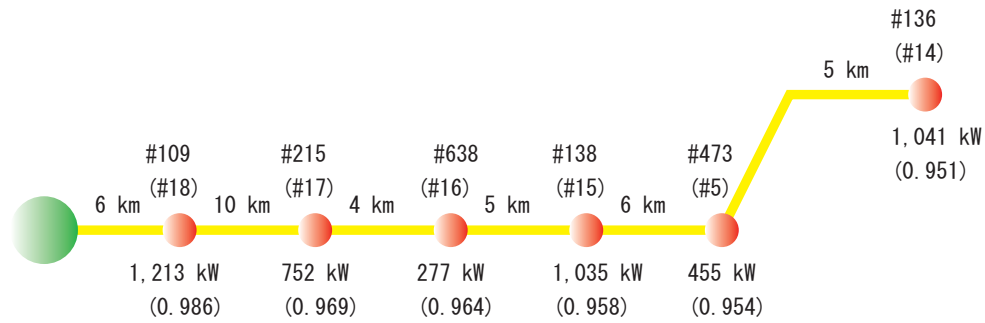 #136
(#14)
5 km
1,041 kW
(0.951)
#109
(#18)
#215
(#17)
#638
(#16)
#138
(#15)
#473
(#5)
6 km
10 km
4 km
5 km
6 km
1,213 kW
(0.986)
752 kW
(0.969)
277 kW
(0.964)
1,035 kW
(0.958)
455 kW
(0.954)